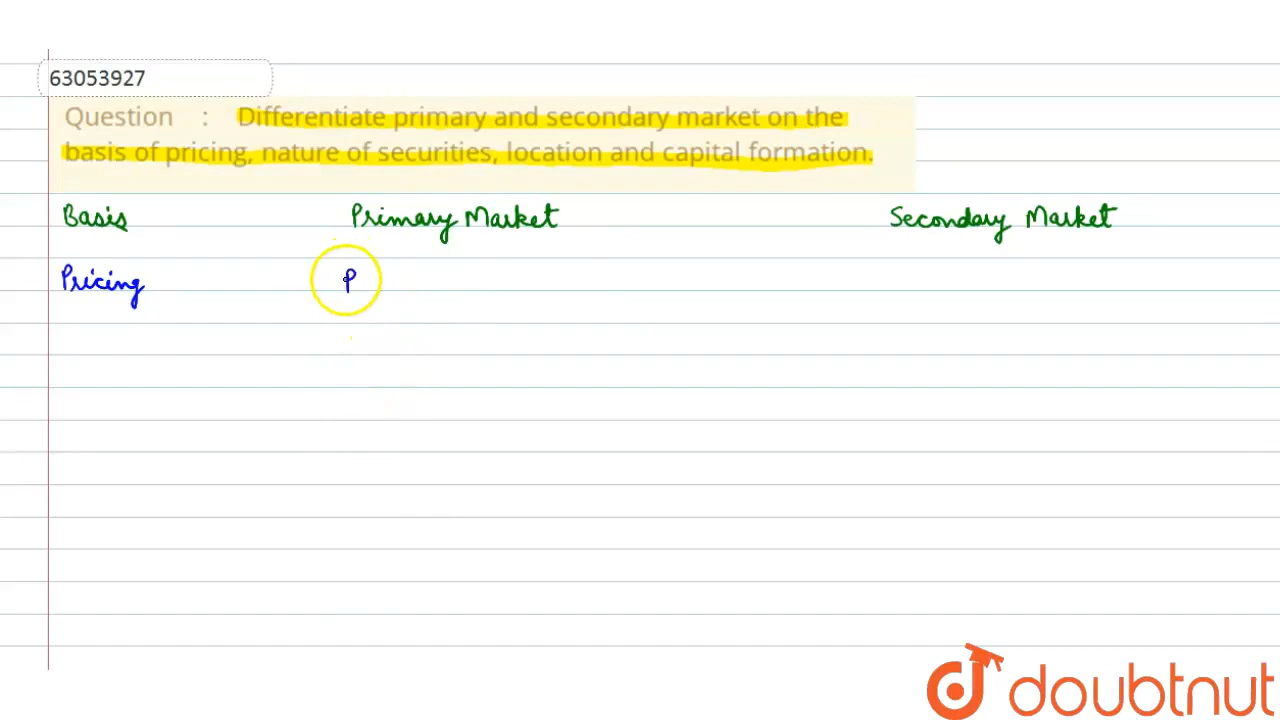 63053927
Question : Differentiate primary and secondary market on the
basis of pricing, nature of securities, location and capital formation.
Basis Primary Market Secondary Market
Pricing P
doubtnut